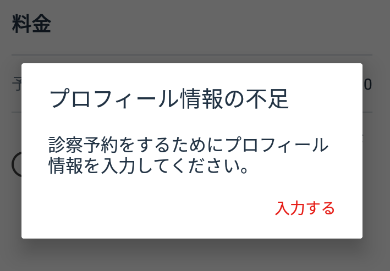 料金
予
0
プロフィール情報の不足
診察予約をするためにプロフィール
情報を入力してください。
入力する